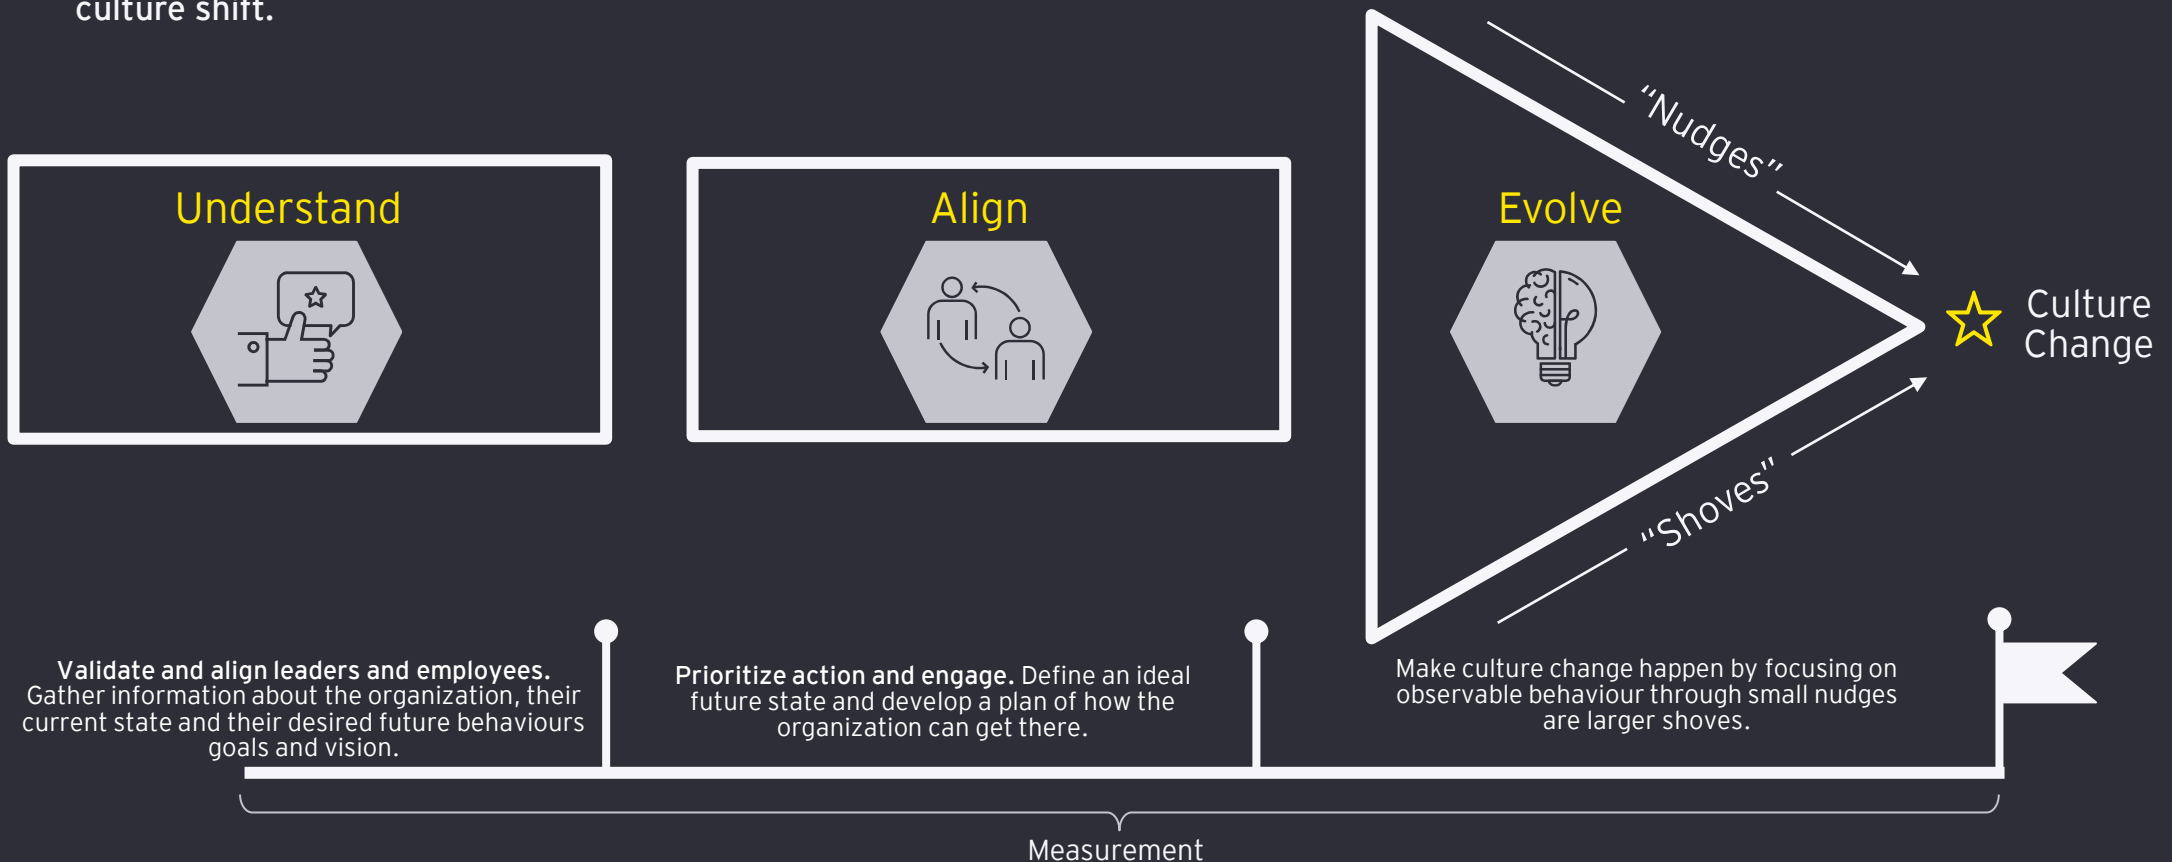 culture shift.
Understand
Align
Evolve
“Nudges”
Culture
Change
“Shoves”
Validate and align leaders and employees.
Gather information about the organization, their
current state and their desired future behaviours
goals and vision.
Prioritize action and engage. Define an ideal
future state and develop a plan of how the
organization can get there.
Make culture change happen by focusing on
observable behaviour through small nudges
are larger shoves.
Measurement